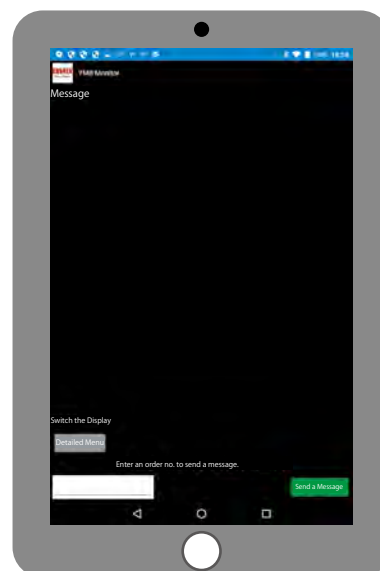 YMB Monitor
Message
Switch the Display
Detailed Menu
Enter an order no. to send a message.
Send a Message